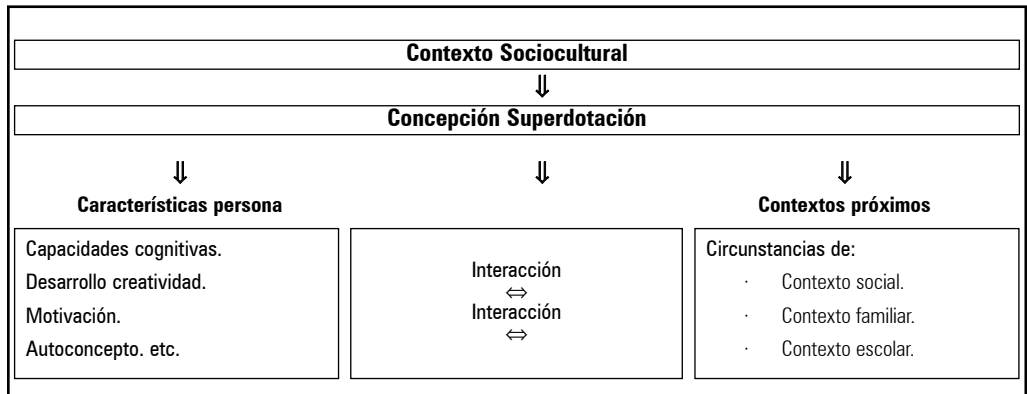 Contexto Sociocultural
⇓
Concepción Superdotación
⇓ ⇓ ⇓
Características persona
Contextos próximos
Capacidades cognitivas.
Desarrollo creatividad.
Motivación.
Autoconcepto. etc.
Interacción
⇔
Interacción
⇔
Circunstancias de:
· Contexto social.
· Contexto familiar.
· Contexto escolar.